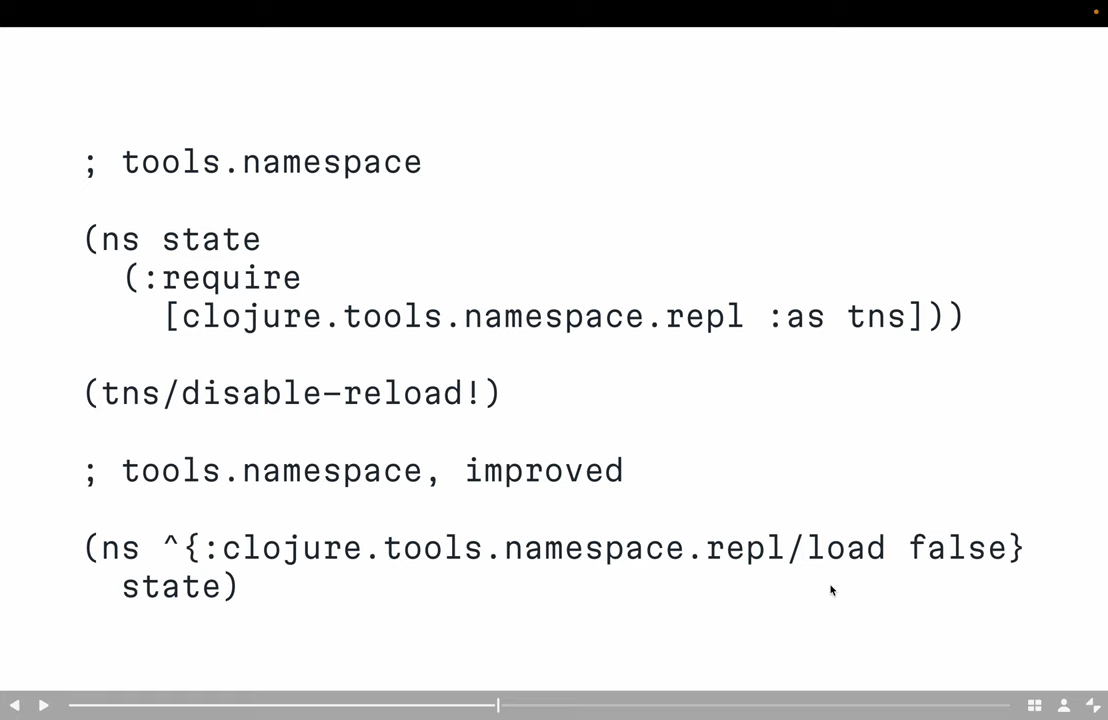 ; tools.namespace
(ns state
(:require
[clojure.tools.namespace.repl :as tns]))
(tns/disable-reload!)
; tools.namespace, improved
(ns ^{:clojure.tools.namespace.repl/load false}
state)